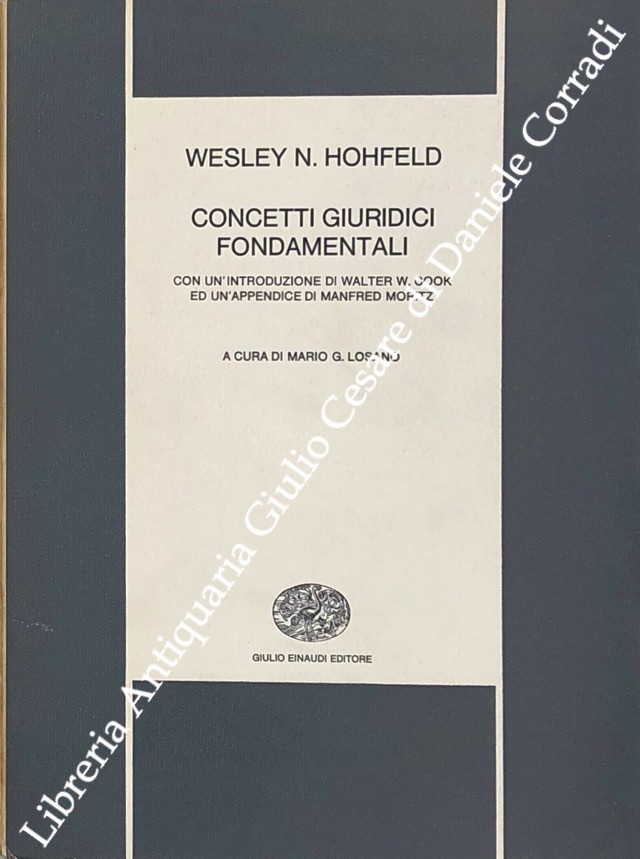 WESLEY N. HOHFELD
CONCETTI GIURIDICI
FONDAMENTALI
CON UN'INTRODUZIONE DI WALTER W. COOK
ED UN'APPENDICE DI MANFRED MORITZ
A CURA DI MARIO G. LOSANO
GIULIO EINAUDI EDITORE
Libreria Antiquaria Giulio Cesare di Daniele Corradi